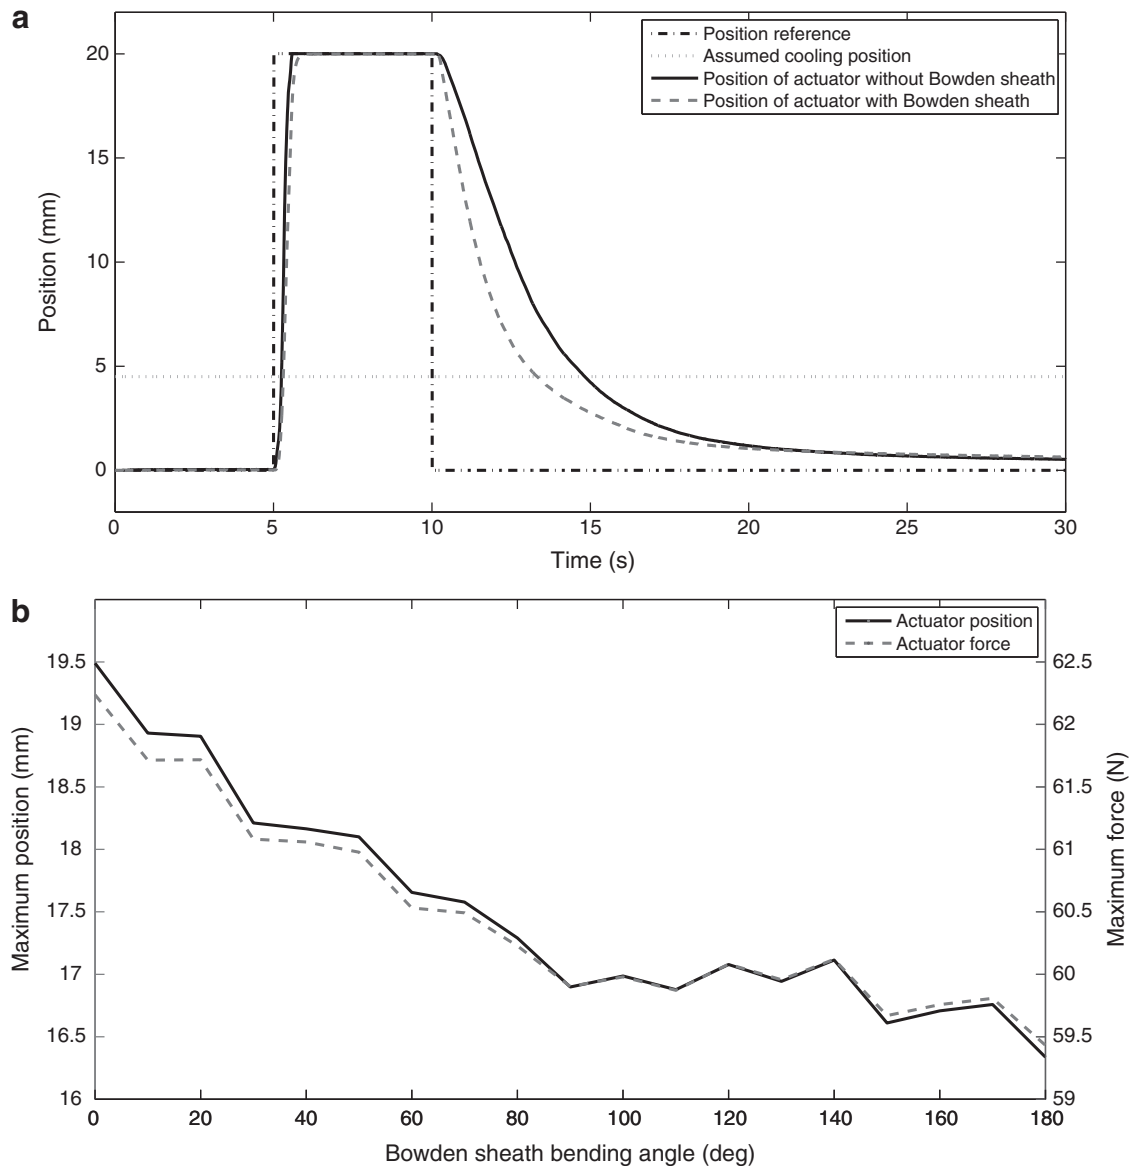 a
Position reference
Assumed cooling position
Position of actuator without Bowden sheath
Position of actuator with Bowden sheath
20
15
10
5
0
Position (mm)
0 5 10 15 20 25 30
Time (s)
b
Actuator position
Actuator force
19.5
19
18.5
18
17.5
17
16.5
16
Maximum position (mm)
62.5
62
61.5
61
60.5
60
59.5
59
Maximum force (N)
0 20 40 60 80 100 120 140 160 180
Bowden sheath bending angle (deg)